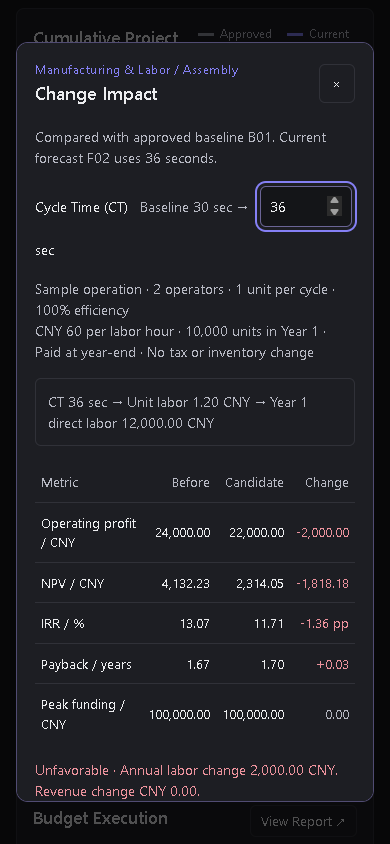 Cumulative Project
Approved
Current
Manufacturing & Labor / Assembly
Change Impact
×
Compared with approved baseline B01. Current
forecast F02 uses 36 seconds.
Cycle Time (CT) Baseline 30 sec → 36
sec
Sample operation · 2 operators · 1 unit per cycle ·
100% efficiency
CNY 60 per labor hour · 10,000 units in Year 1 ·
Paid at year-end · No tax or inventory change
CT 36 sec → Unit labor 1.20 CNY → Year 1
direct labor 12,000.00 CNY
Metric Before Candidate Change
Operating profit
/ CNY 24,000.00 22,000.00 -2,000.00
NPV / CNY 4,132.23 2,314.05 -1,818.18
IRR / % 13.07 11.71 -1.36 pp
Payback / years 1.67 1.70 +0.03
Peak funding /
CNY 100,000.00 100,000.00 0.00
Unfavorable · Annual labor change 2,000.00 CNY.
Revenue change CNY 0.00.
Budget Execution
View Report ↗